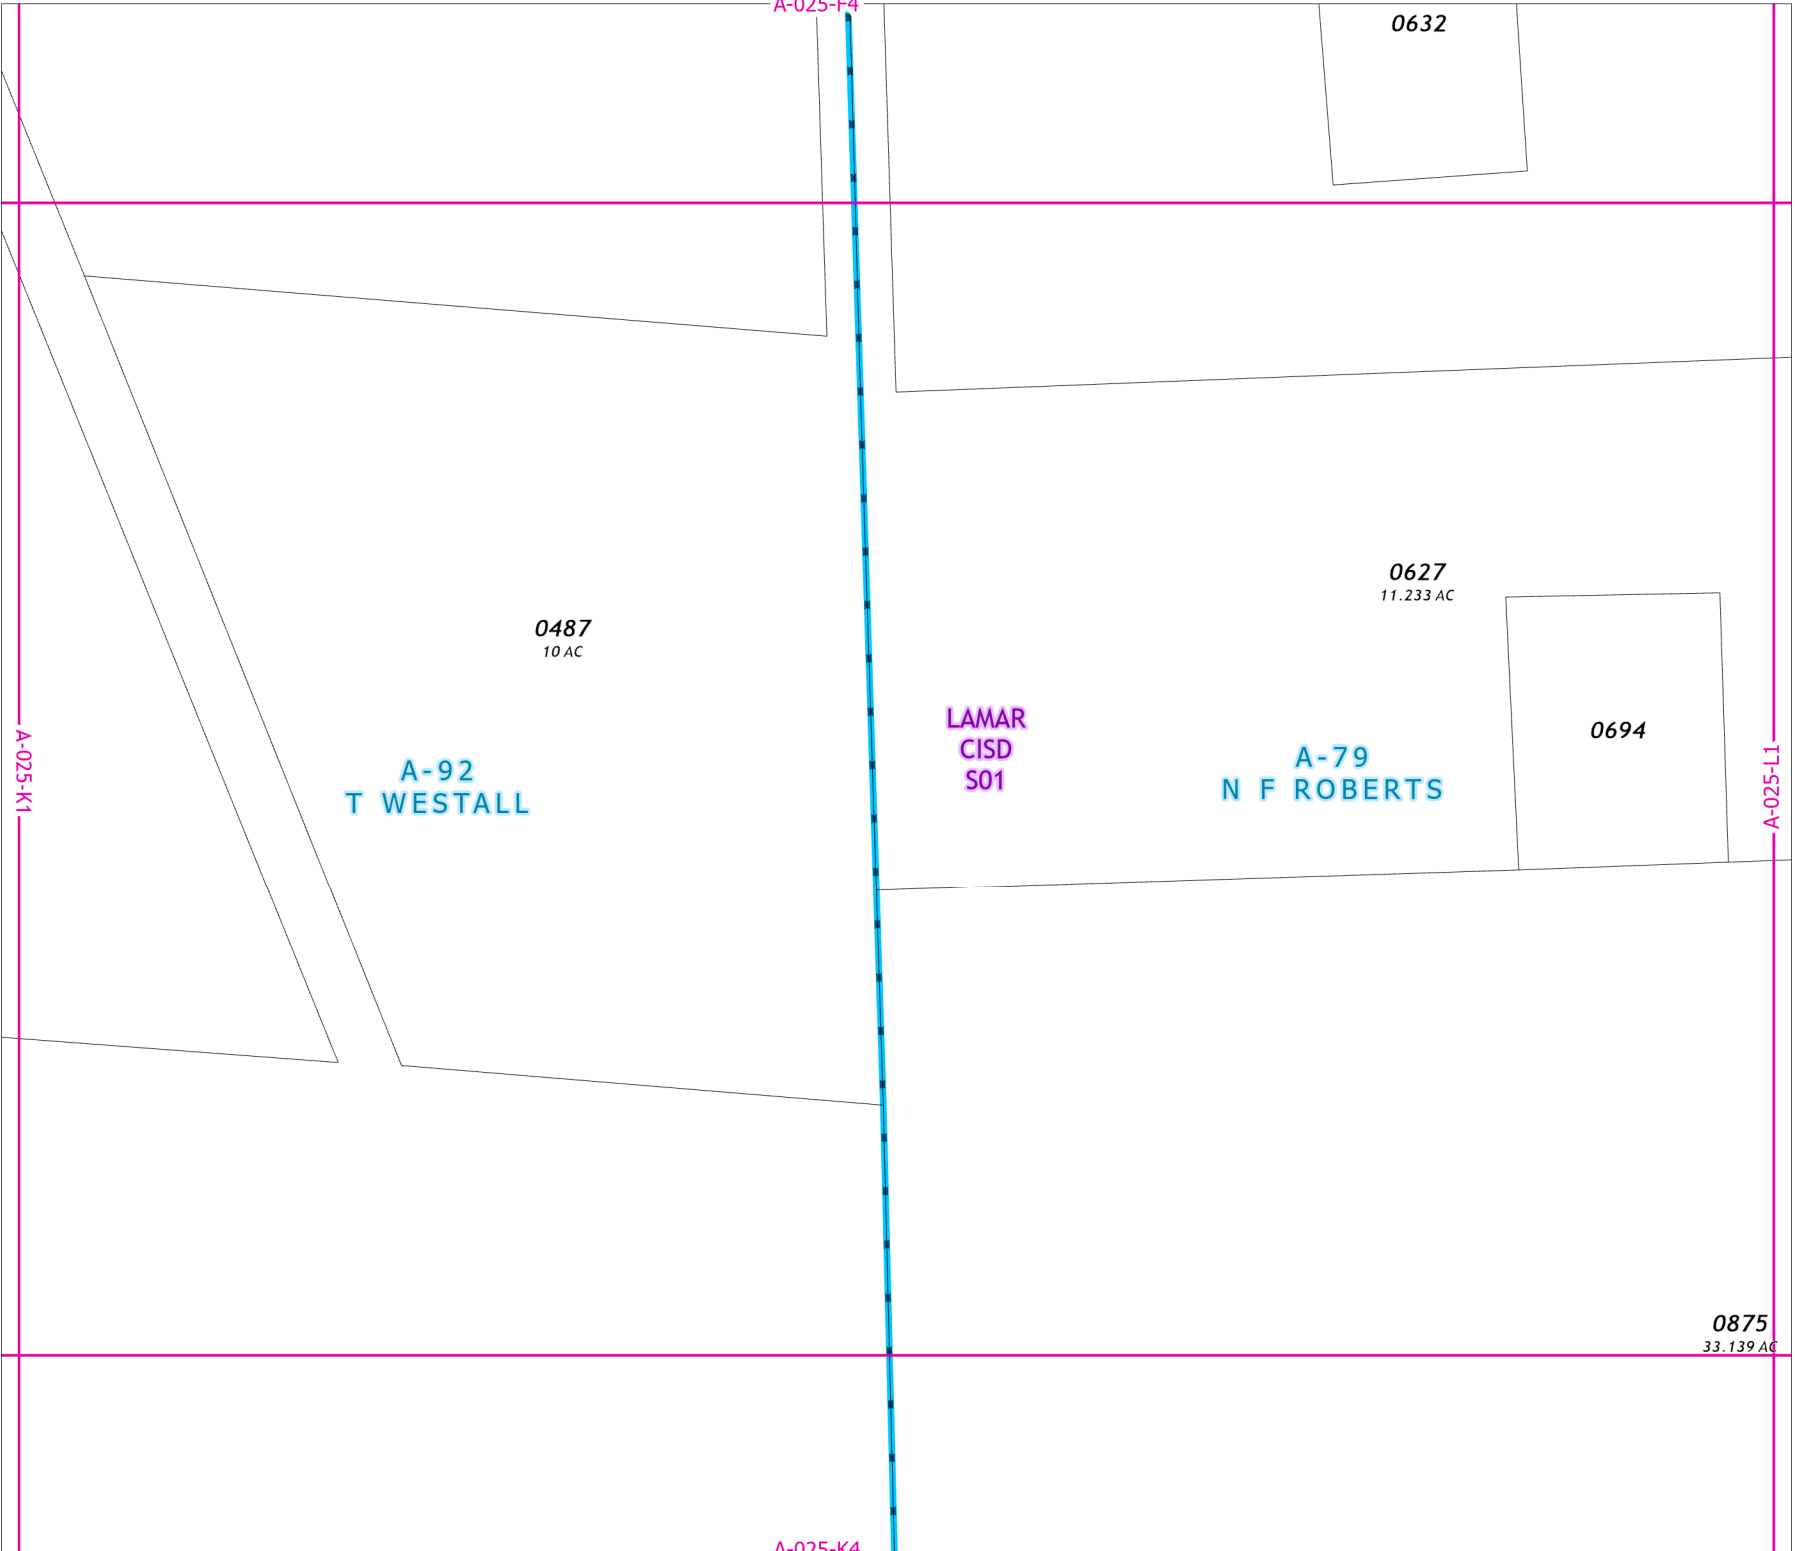 A-025-F4
0632
0627
11.233 AC
0487
10 AC
LAMAR
CISD
S01
0694
A-025-K1
A-92
T WESTALL
A-79
N F ROBERTS
A-025-L1
0875
33.139 AC
A-025-K4